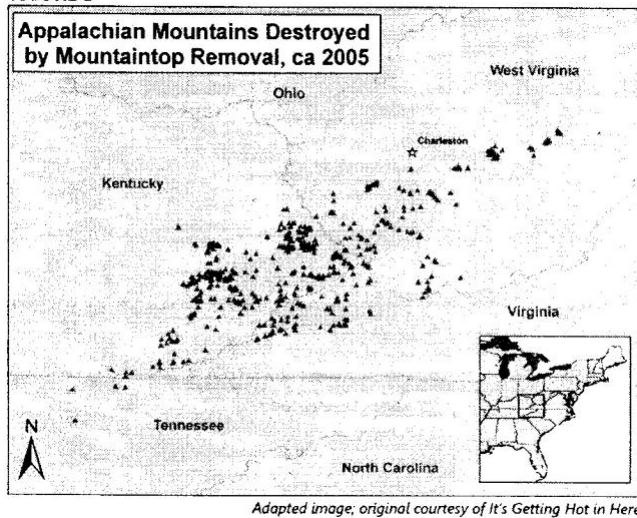 Appalachian Mountains Destroyed
by Mountaintop Removal, ca 2005
West Virginia
Ohio
Charleston
Kentucky
Virginia
Tennessee
N
North Carolina
Adapted image; original courtesy of It's Getting Hot in Here